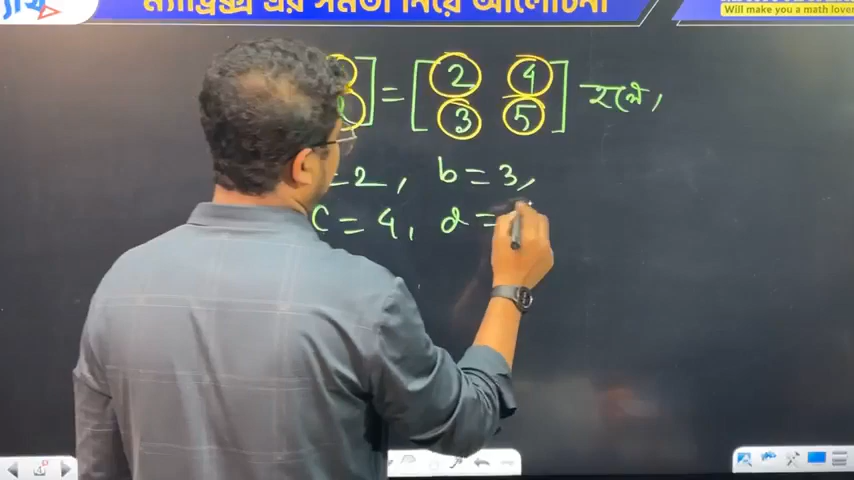 ম্যাট্রিক্স এর সমতা নিয়ে আলোচনা
Will make you a math lover
] = [ 2 4 হলে,
3 5 ]
= 2 , b = 3,
c = 4 , d =